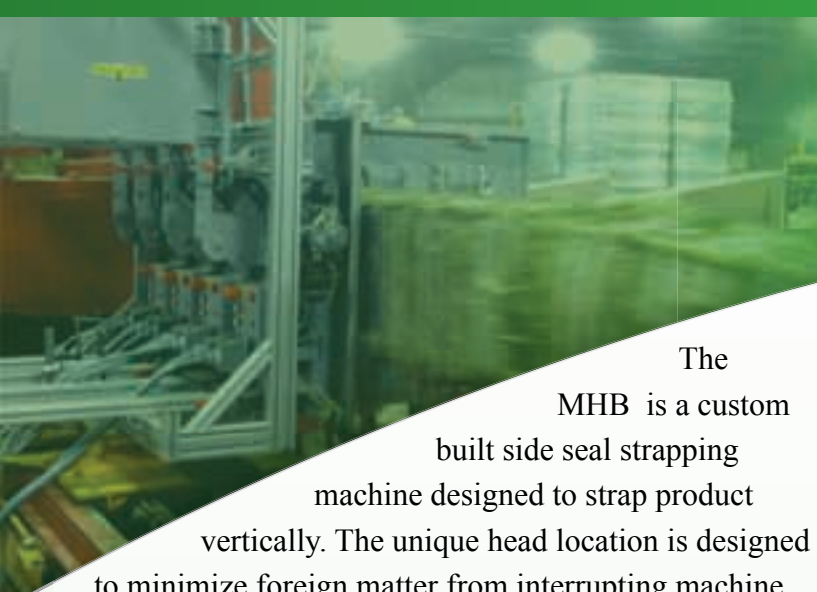 The
MHB is a custom
built side seal strapping
machine designed to strap product
vertically. The unique head location is designed
to minimize foreign matter from interrupting machine